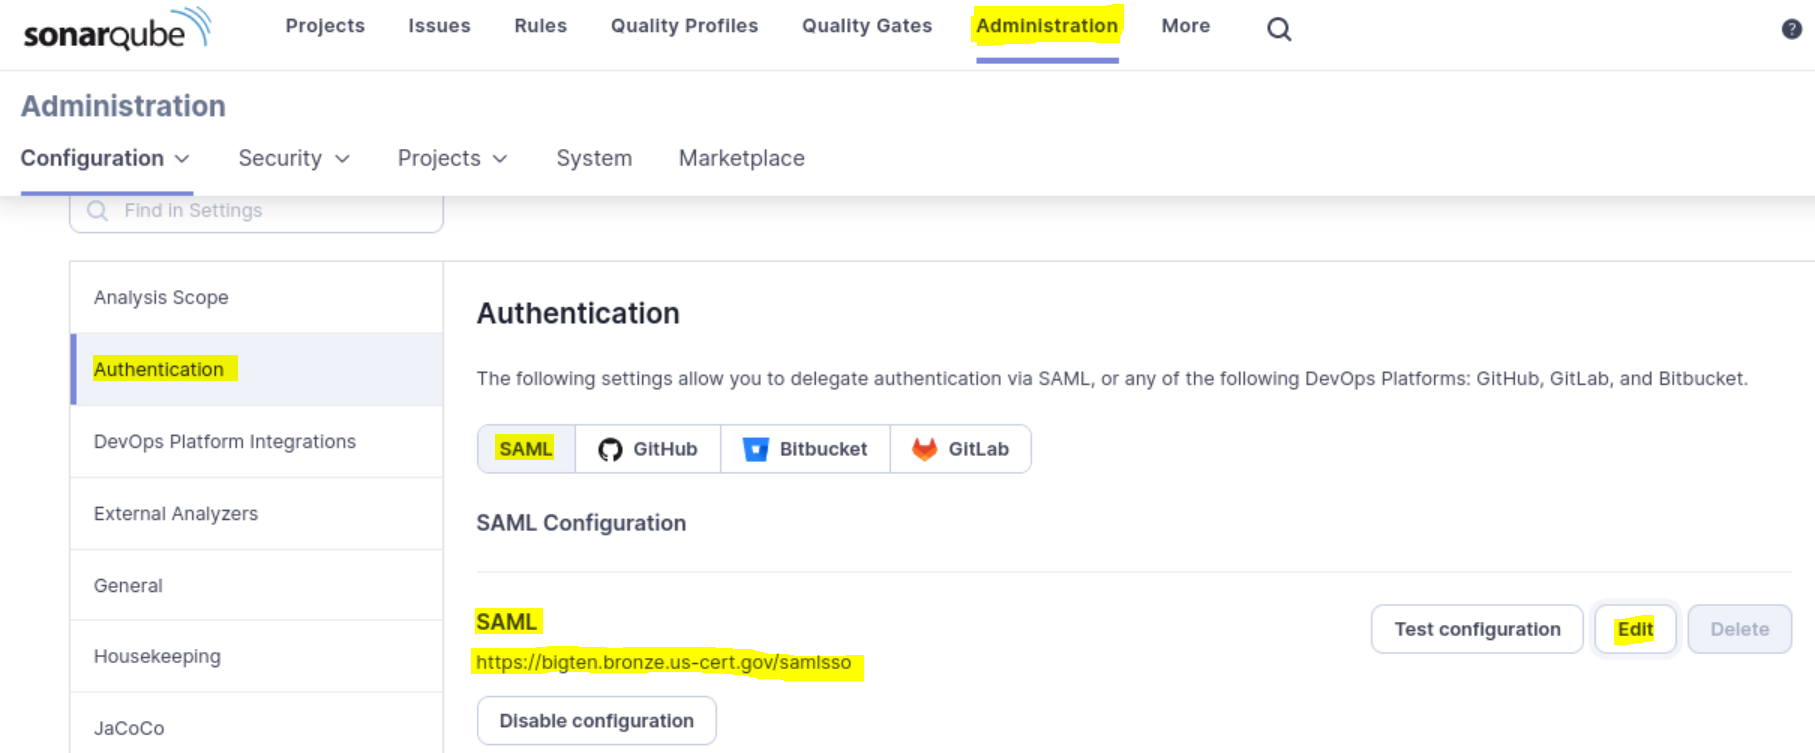 sonarqube Projects Issues Rules Quality Profiles Quality Gates Administration More ?
Administration
Configuration Security Projects System Marketplace
Find in Settings
Analysis Scope
Authentication
DevOps Platform Integrations
External Analyzers
General
Housekeeping
JaCoCo
Authentication
The following settings allow you to delegate authentication via SAML, or any of the following DevOps Platforms: GitHub, GitLab, and Bitbucket.
SAML GitHub Bitbucket GitLab
SAML Configuration
SAML
https://bigten.bronze.us-cert.gov/samlsso
Test configuration Edit Delete
Disable configuration